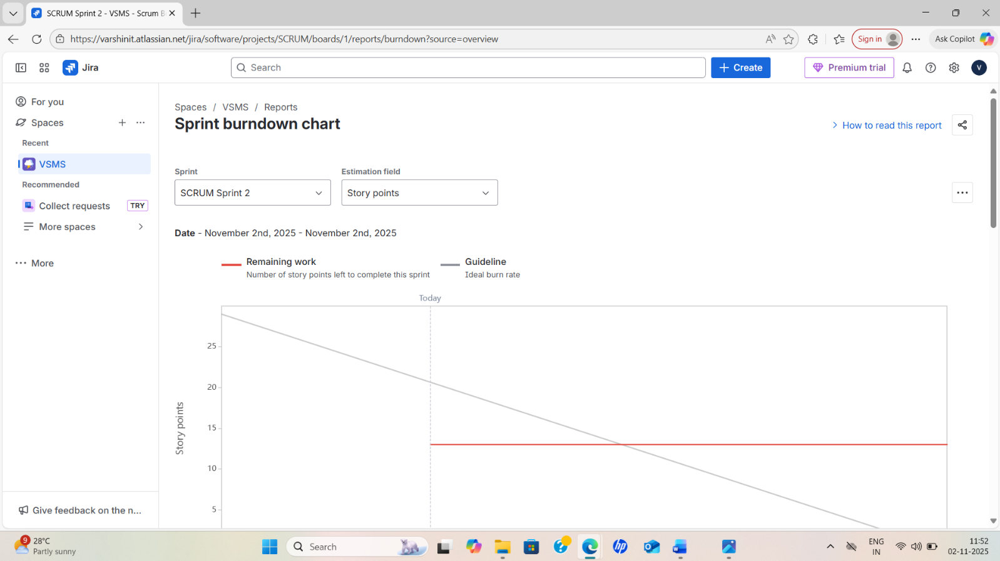 SCRUM Sprint 2 - VSMS - Scrum B
https://varshinit.atlassian.net/jira/software/projects/SCRUM/boards/1/reports/burndown?source=overview
Sign in
Ask Copilot
Jira
Search
Create
Premium trial
V
For you
Spaces
Recent
VSMS
Recommended
Collect requests
TRY
More spaces
More
Give feedback on the n...
Spaces / VSMS / Reports
Sprint burndown chart
How to read this report
Sprint
Estimation field
SCRUM Sprint 2
Story points
Date - November 2nd, 2025 - November 2nd, 2025
Remaining work
Number of story points left to complete this sprint
Guideline
Ideal burn rate
Today
25
20
15
10
5
Story points
9
28°C
Partly sunny
Search
hp
ENG
IN
11:52
02-11-2025